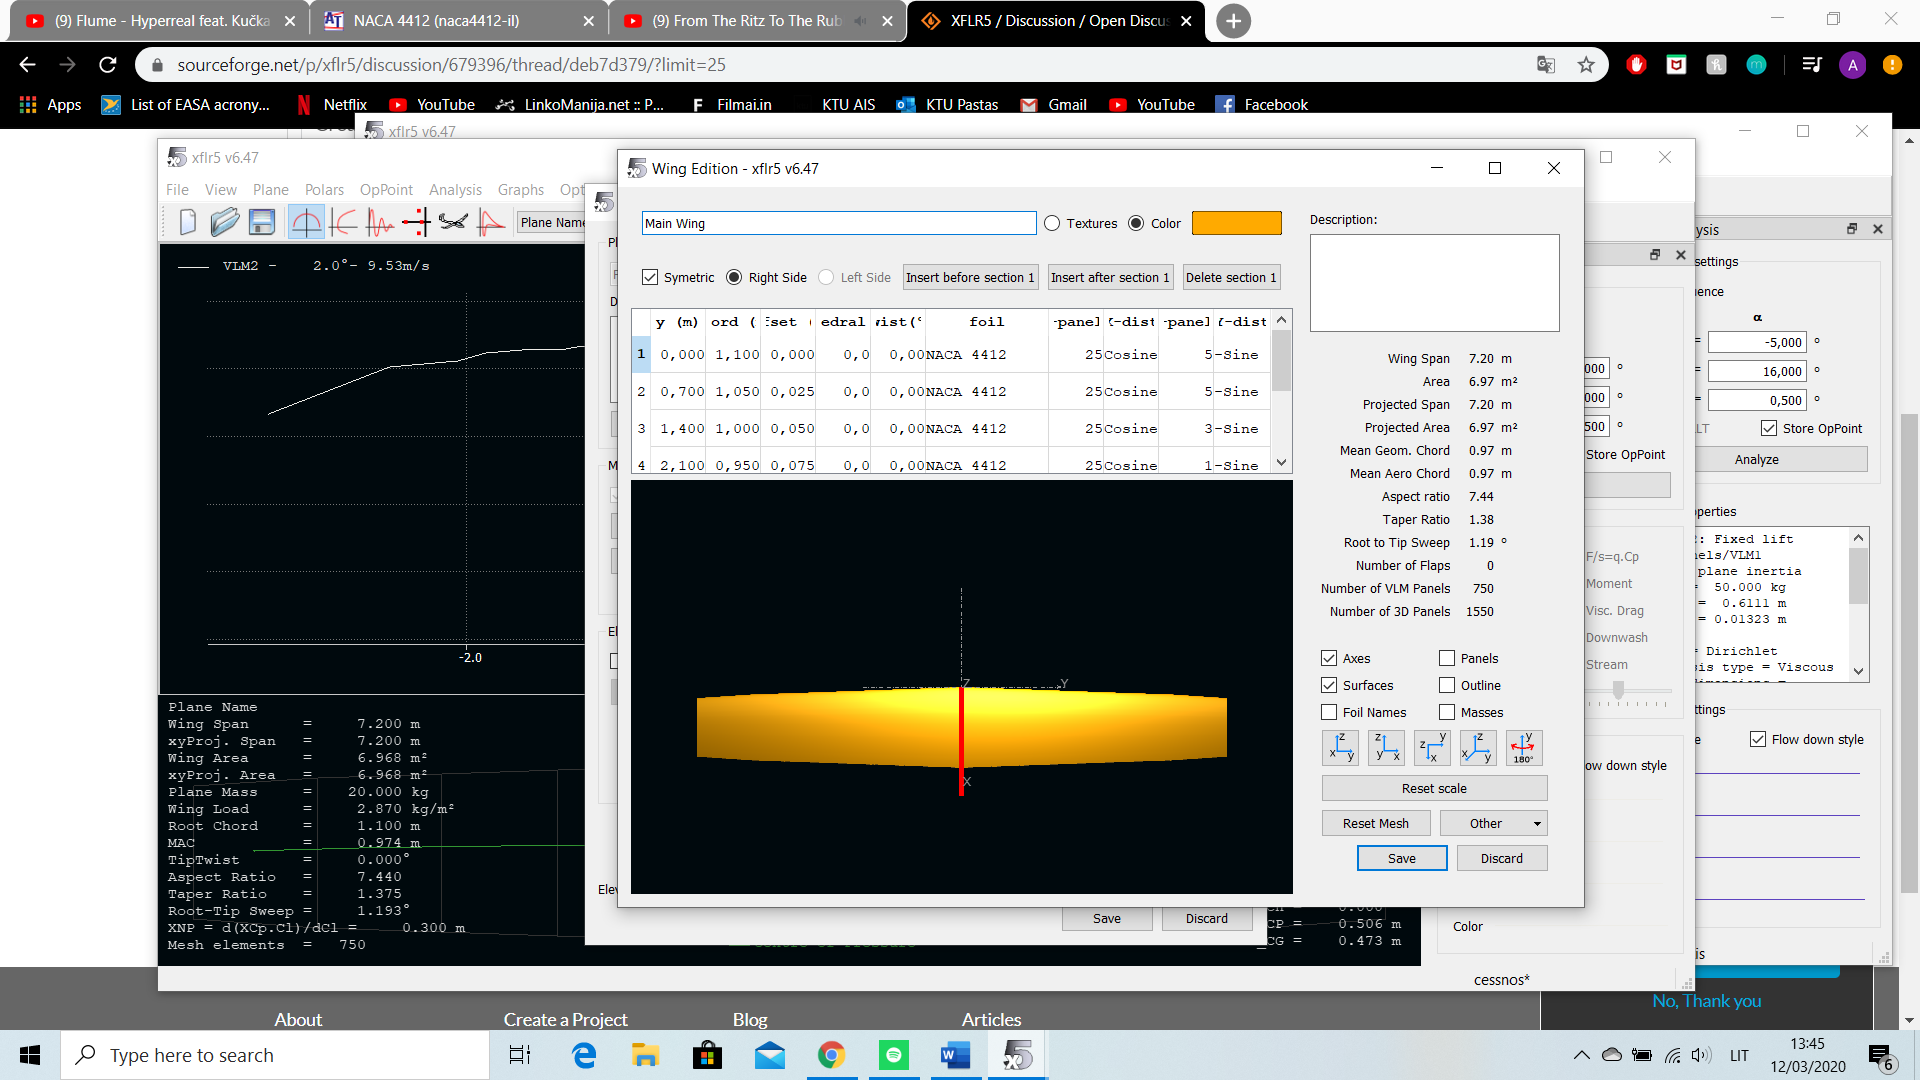 (9) Flume - Hyperreal feat. Kučka
NACA 4412 (naca4412-il)
(9) From The Ritz To The Rub
XFLR5 / Discussion / Open Discus
sourceforge.net/p/xflr5/discussion/679396/thread/deb7d379/?limit=25
A
Apps
List of EASA acrony...
Netflix
YouTube
LinkoManija.net :: P...
Filmai.in
KTU AIS
KTU Pastas
Gmail
YouTube
Facebook
xflr5 v6.47
xflr5 v6.47
File View Plane Polars OpPoint Analysis Graphs Opt
Plane Name
VLM2 - 2.0°- 9.53m/s
-2.0
Plane Name
Wing Span = 7.200 m
xyProj. Span = 7.200 m
Wing Area = 6.968 m²
xyProj. Area = 6.968 m²
Plane Mass = 20.000 kg
Wing Load = 2.870 kg/m²
Root Chord = 1.100 m
MAC = 0.974 m
TipTwist = 0.000°
Aspect Ratio = 7.440
Taper Ratio = 1.375
Root-Tip Sweep = 1.193°
XNP = d(XCp.Cl)/dCl = 0.300 m
Mesh elements = 750
Wing Edition - xflr5 v6.47
Main Wing
Textures
Color
Description:
Symetric
Right Side
Left Side
Insert before section 1
Insert after section 1
Delete section 1
y (m) ord ( fset ( edral wist(° foil -panel X-dist -panel Y-dist
1 0,000 1,100 0,000 0,0 0,00 NACA 4412 25 Cosine 5 -Sine
2 0,700 1,050 0,025 0,0 0,00 NACA 4412 25 Cosine 5 -Sine
3 1,400 1,000 0,050 0,0 0,00 NACA 4412 25 Cosine 3 -Sine
4 2,100 0,950 0,075 0,0 0,00 NACA 4412 25 Cosine 1 -Sine
Z
Y
X
Wing Span 7.20 m
Area 6.97 m²
Projected Span 7.20 m
Projected Area 6.97 m²
Mean Geom. Chord 0.97 m
Mean Aero Chord 0.97 m
Aspect ratio 7.44
Taper Ratio 1.38
Root to Tip Sweep 1.19 °
Number of Flaps 0
Number of VLM Panels 750
Number of 3D Panels 1550
Axes
Panels
Surfaces
Outline
Foil Names
Masses
Reset scale
Reset Mesh
Other
Save
Discard
Save
Discard
CP = 0.506 m
CG = 0.473 m
ysis
settings
ience
α
= -5,000 °
= 16,000 °
= 0,500 °
LT
Store OpPoint
Analyze
000 °
000 °
500 °
Store OpPoint
perties
2: Fixed lift
nels/VLM1
plane inertia
= 50.000 kg
= 0.6111 m
= 0.01323 m
= Dirichlet
sis type = Viscous
F/s=q.Cp
Moment
Visc. Drag
Downwash
Stream
ttings
Flow down style
ow down style
Color
is
cessnos*
No, Thank you
About
Create a Project
Blog
Articles
Type here to search
LIT
13:45
12/03/2020
6